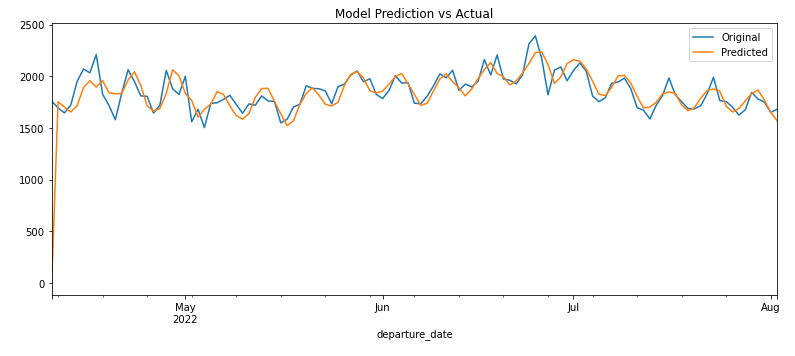 Model Prediction vs Actual
2500
2000
1500
1000
500
0
Original
Predicted
May
2022
Jun
Jul
Aug
departure_date